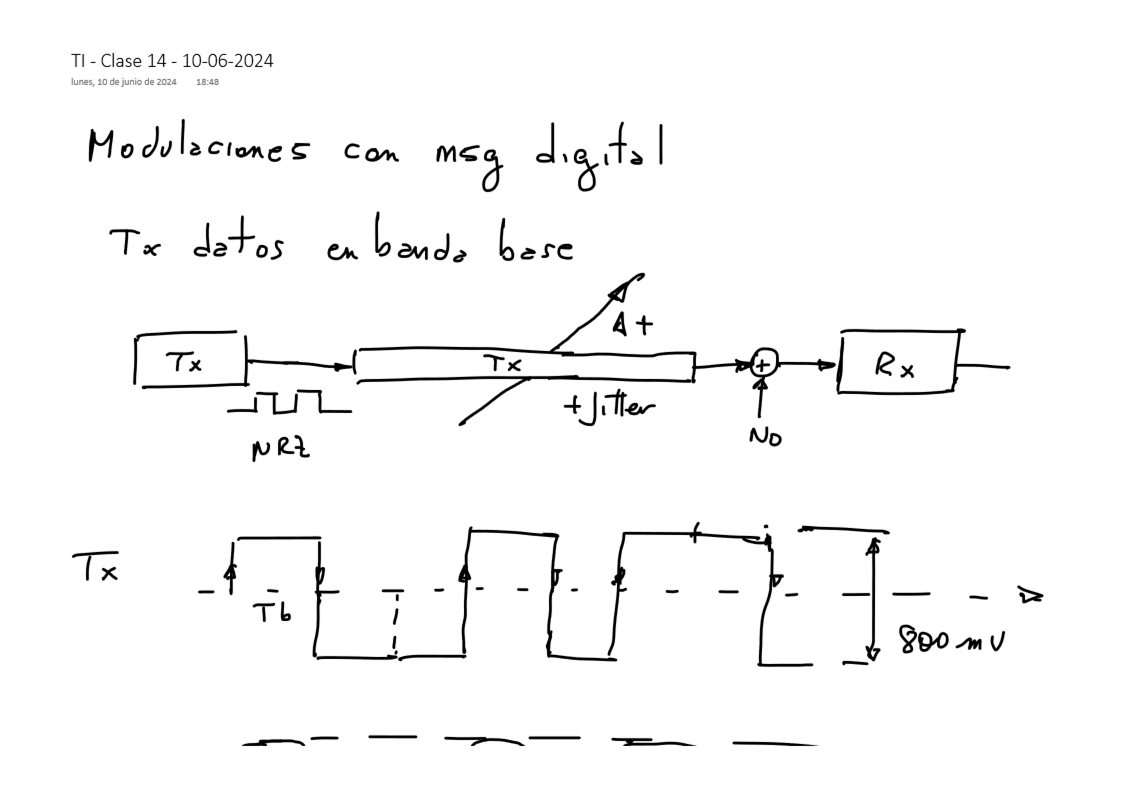 TI - Clase 14 - 10-06-2024
lunes, 10 de junio de 2024 18:48
Modulaciones con msg digital
Tx datos en banda base
At
Tx Tx + Rx
+Jitter
NRZ
No
Tx
Tb
800 mV